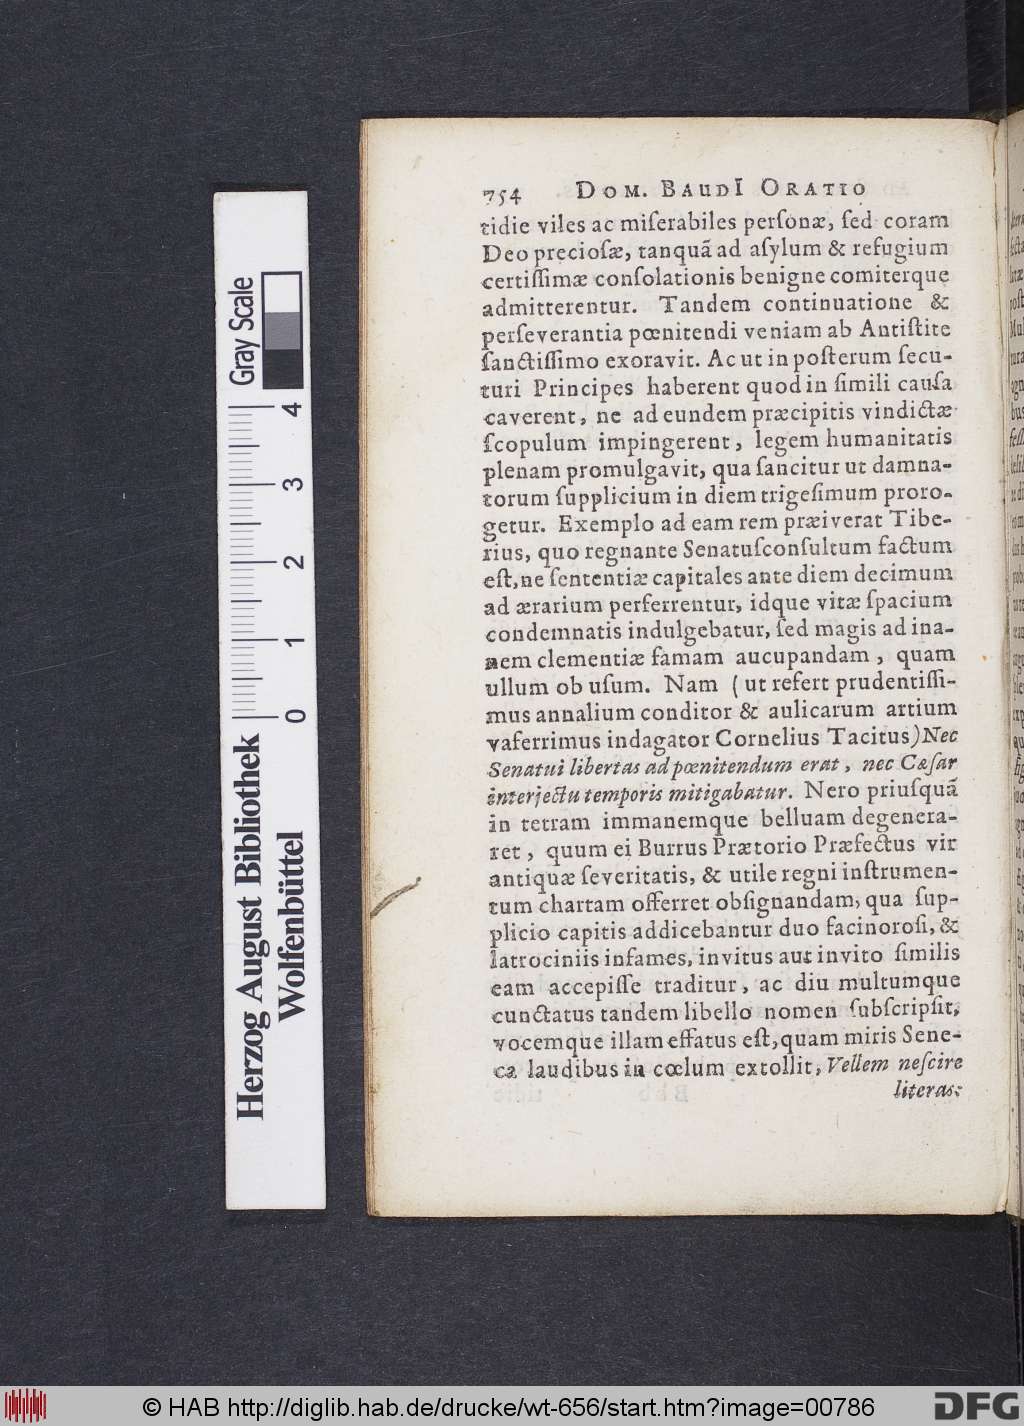 754 DOM. BAUDI ORATIO
tidie viles ac miſerabiles perſonæ, ſed coram
Deo precioſæ, tanquã ad aſylum & refugium
certiſſimæ conſolationis benigne comiterque
admitterentur. Tandem continuatione &
perſeverantia pœnitendi veniam ab Antiſtite
ſanctiſſimo exoravit. Ac ut in poſterum ſecu-
turi Principes haberent quod in ſimili cauſa
caverent, ne ad eundem præcipitis vindictæ
ſcopulum impingerent, legem humanitatis
plenam promulgavit, qua ſancitur ut damna-
torum ſupplicium in diem trigeſimum proro-
getur. Exemplo ad eam rem præiverat Tibe-
rius, quo regnante Senatuſconſultum factum
eſt, ne ſententiæ capitales ante diem decimum
ad ærarium perferrentur, idque vitæ ſpacium
condemnatis indulgebatur, ſed magis ad ina-
nem clementiæ famam aucupandam, quam
ullum ob uſum. Nam (ut refert prudentiſſi-
mus annalium conditor & aulicarum artium
vaferrimus indagator Cornelius Tacitus) Nec
Senatui libertas ad pœnitendum erat, nec Cæſar
interjectu temporis mitigabatur. Nero priuſquã
in tetram immanemque belluam degenera-
ret, quum ei Burrus Prætorio Præfectus vir
antiquæ ſeveritatis, & utile regni inſtrumen-
tum chartam offerret obſignandam, qua ſup-
plicio capitis addicebantur duo facinoroſi, &
latrociniis infames, invitus aut invito ſimilis
eam accepiſſe traditur, ac diu multumque
cunctatus tandem libello nomen ſubſcripſit,
vocemque illam effatus eſt, quam miris Sene-
ca laudibus in cœlum extollit, Vellem neſcire
literas:
Gray Scale
0 1 2 3 4
Herzog August Bibliothek
Wolfenbüttel
© HAB http://diglib.hab.de/drucke/wt-656/start.htm?image=00786
DFG